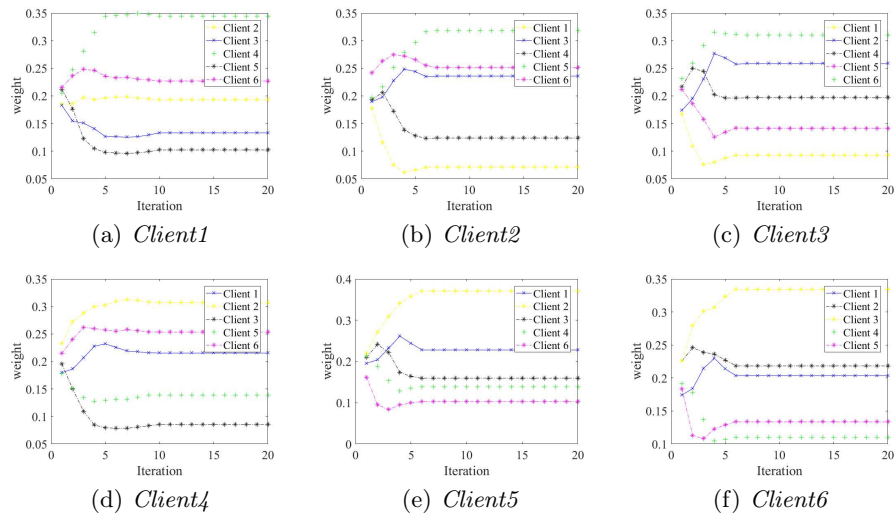 0.35
0.3
0.25
0.2
0.15
0.1
0.05
weight
0 5 10 15 20
Iteration
Client 2
Client 3
Client 4
Client 5
Client 6
(a) Client1
0.35
0.3
0.25
0.2
0.15
0.1
0.05
weight
0 5 10 15 20
Iteration
Client 1
Client 3
Client 4
Client 5
Client 6
(b) Client2
0.35
0.3
0.25
0.2
0.15
0.1
0.05
weight
0 5 10 15 20
Iteration
Client 1
Client 2
Client 4
Client 5
Client 6
(c) Client3
0.35
0.3
0.25
0.2
0.15
0.1
0.05
weight
0 5 10 15 20
Iteration
Client 1
Client 2
Client 3
Client 5
Client 6
(d) Client4
0.4
0.3
0.2
0.1
0
weight
0 5 10 15 20
Iteration
Client 1
Client 2
Client 3
Client 4
Client 6
(e) Client5
0.35
0.3
0.25
0.2
0.15
0.1
weight
0 5 10 15 20
Iteration
Client 1
Client 2
Client 3
Client 4
Client 5
(f) Client6